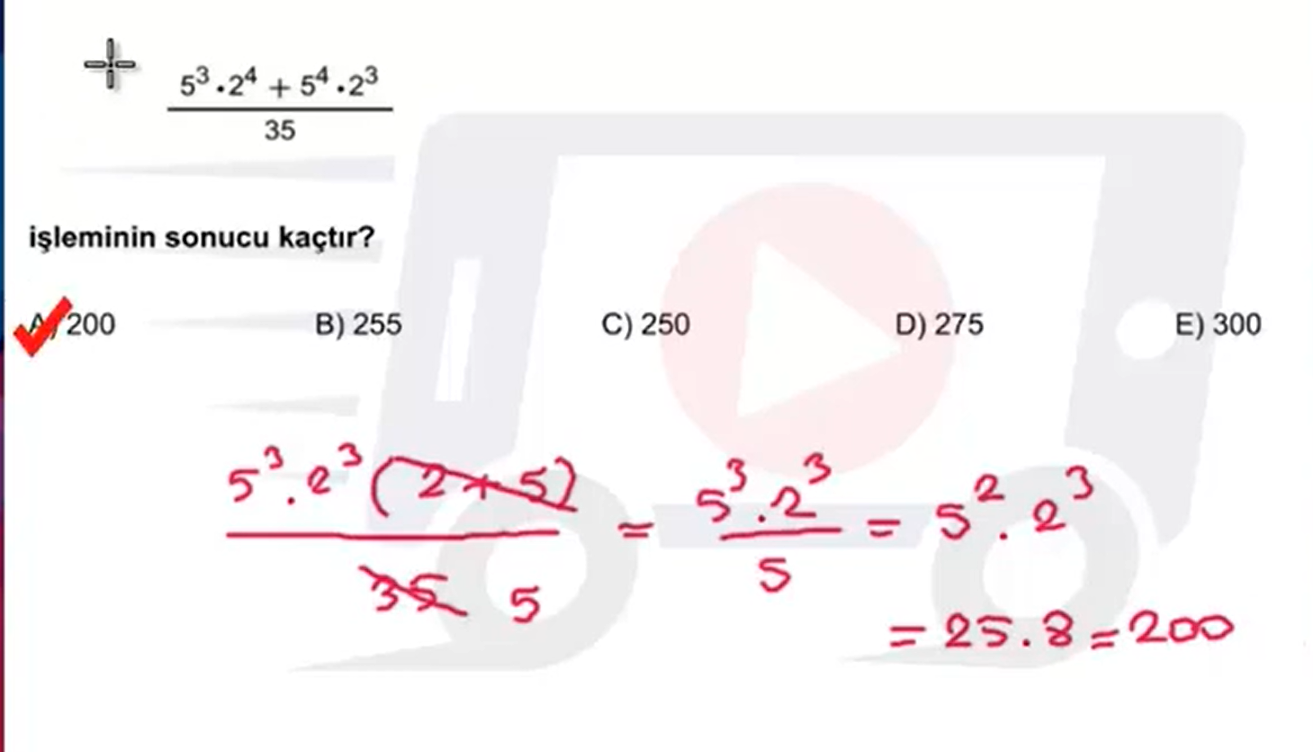 5³ · 2⁴ + 5⁴ · 2³
35
işleminin sonucu kaçtır?
A) 200 B) 255 C) 250 D) 275 E) 300
5³ . 2³ (2 + 5) = 5³ . 2³ = 5² . 2³
35 5 5
= 25 . 8 = 200